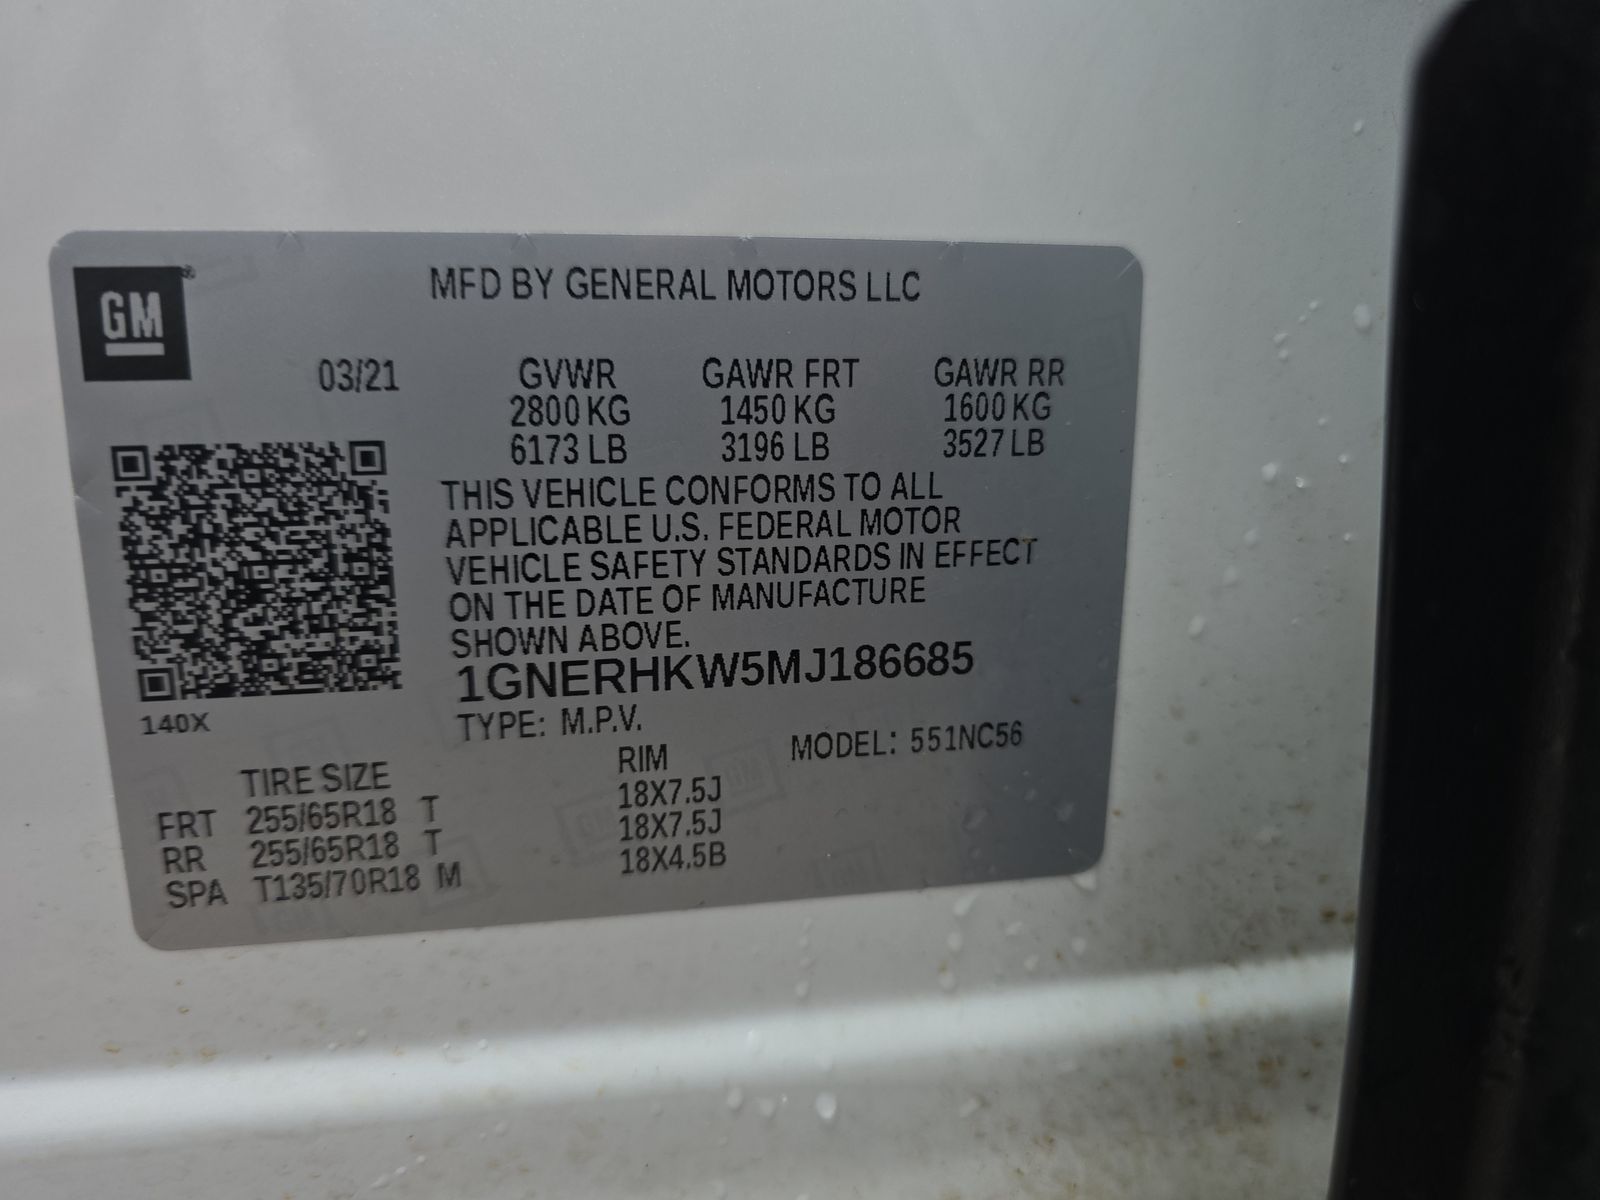 GM®
MFD BY GENERAL MOTORS LLC
03/21 GVWR GAWR FRT GAWR RR
2800 KG 1450 KG 1600 KG
6173 LB 3196 LB 3527 LB
THIS VEHICLE CONFORMS TO ALL
APPLICABLE U.S. FEDERAL MOTOR
VEHICLE SAFETY STANDARDS IN EFFECT
ON THE DATE OF MANUFACTURE
SHOWN ABOVE.
1GNERHKW5MJ186685
140X
TYPE: M.P.V. MODEL: 551NC56
TIRE SIZE RIM
FRT 255/65R18 T 18X7.5J
RR 255/65R18 T 18X7.5J
SPA T135/70R18 M 18X4.5B